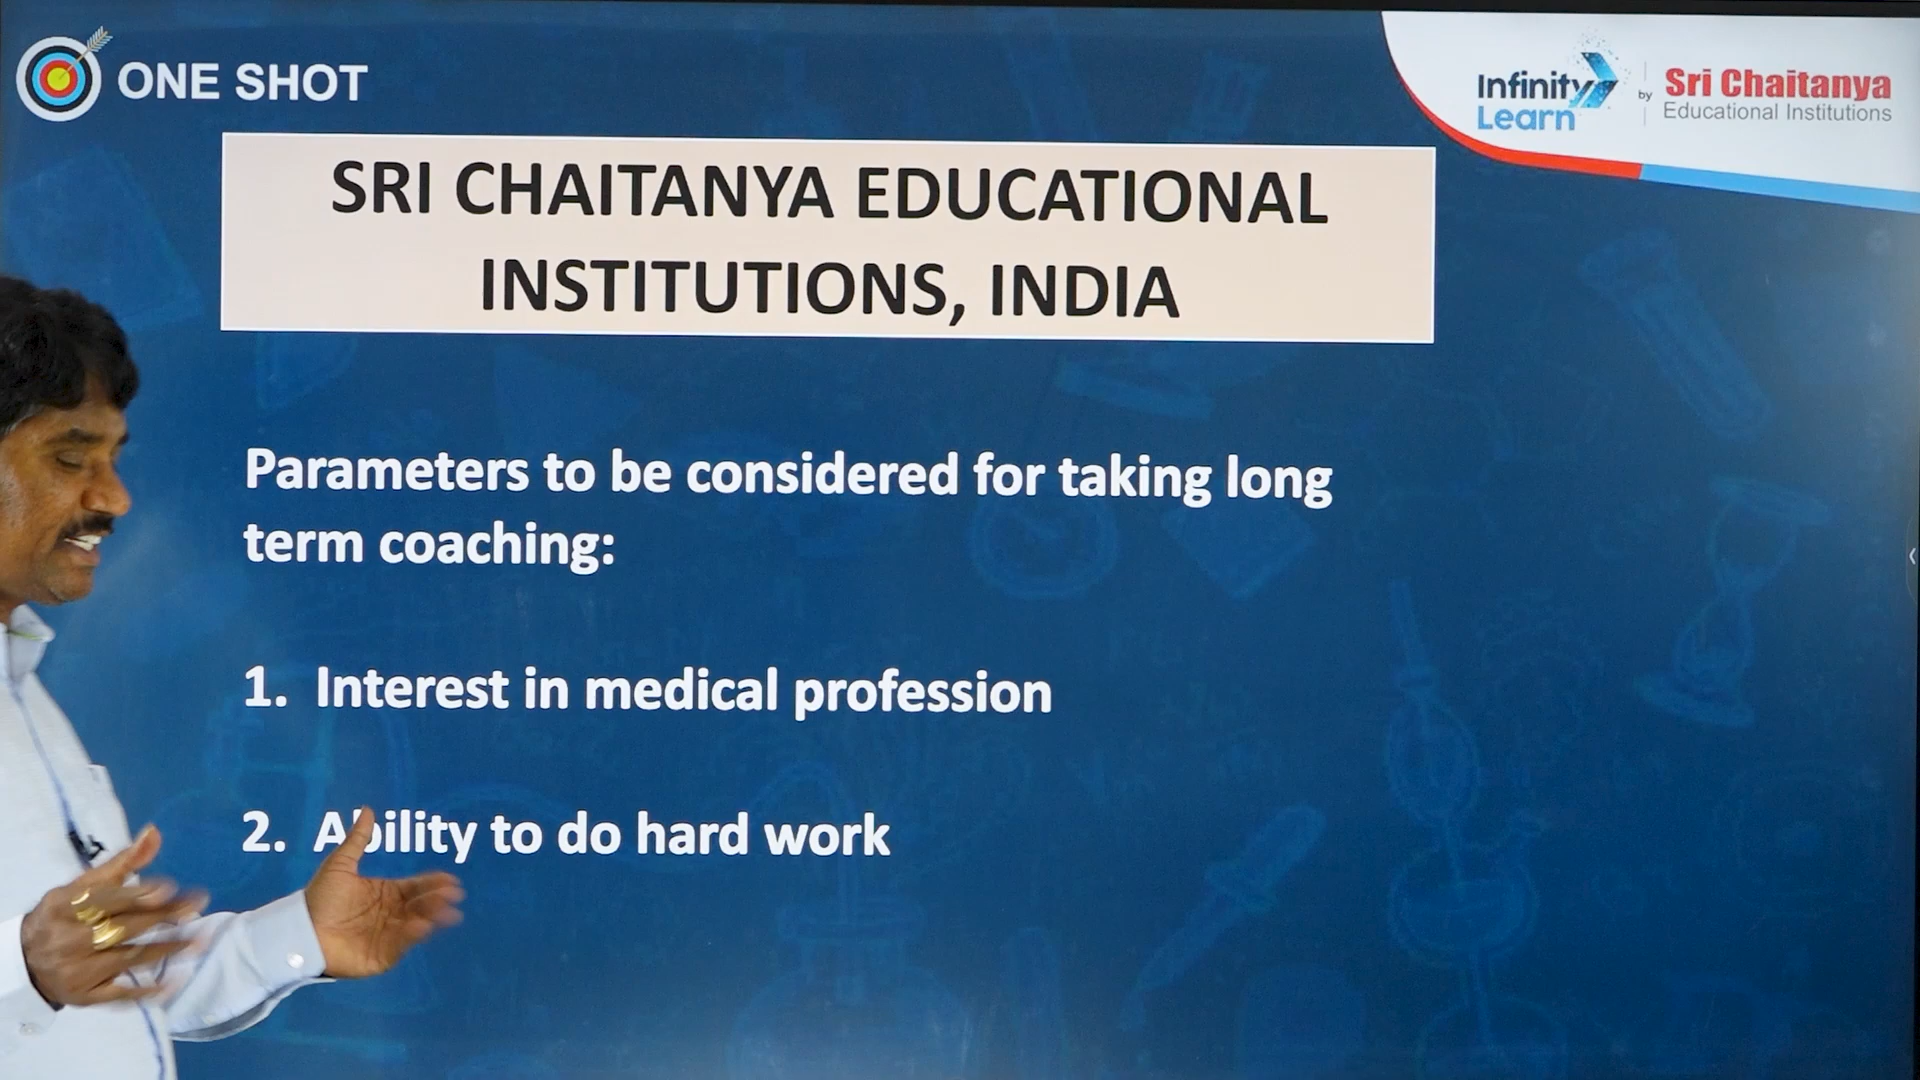 ONE SHOT
Infinity
Learn
by
Sri Chaitanya
Educational Institutions
SRI CHAITANYA EDUCATIONAL
INSTITUTIONS, INDIA
Parameters to be considered for taking long
term coaching:
1. Interest in medical profession
2. Ability to do hard work